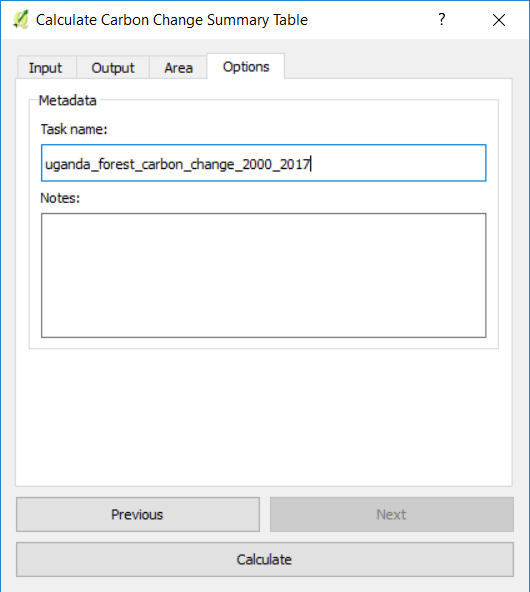 Calculate Carbon Change Summary Table ?
Input Output Area Options
Metadata
Task name:
uganda_forest_carbon_change_2000_2017
Notes:
Previous Next
Calculate